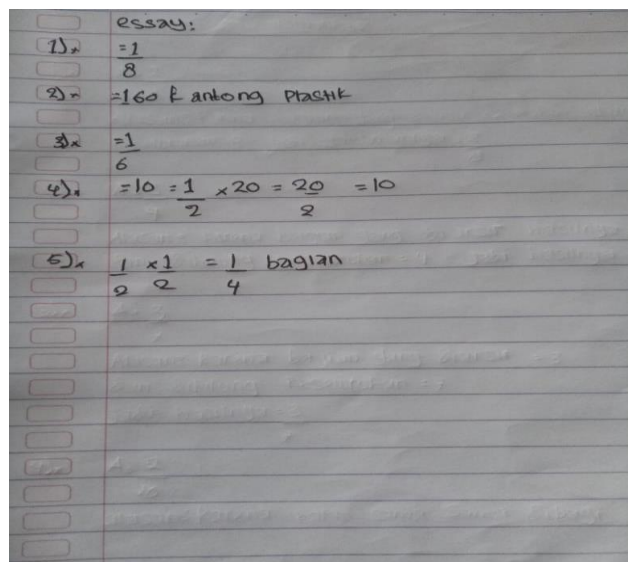 essay:
1) = 1/8
2) = 160 kantong Plastik
3) = 1/6
4) = 10 = 1/2 x 20 = 20/2 = 10
5) 1/2 x 1/2 = 1/4 bagian